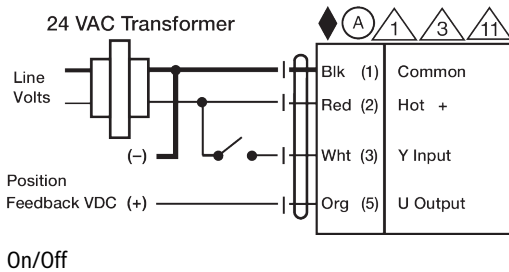 24 VAC Transformer
A 1 3 11
Line
Volts
Blk (1) Common
Red (2) Hot +
(–)
Wht (3) Y Input
Position
Feedback VDC (+)
Org (5) U Output
On/Off